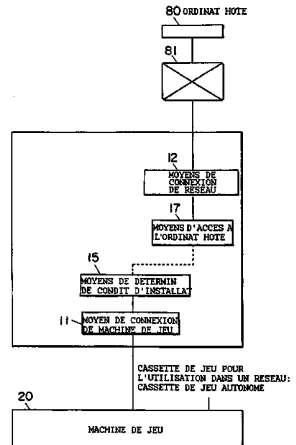 80 ORDINAT HOTE
81
12
MOYENS DE
CONNEXION
DE RESEAU
17
MOYENS D'ACCES A
L'ORDINAT HOTE
15
MOYENS DE DETERMIN
DE CONDIT D'INSTALLAT
11
MOYEN DE CONNEXION
DE MACHINE DE JEU
CASSETTE DE JEU POUR
L'UTILISATION DANS UN RESEAU:
CASSETTE DE JEU AUTONOME
20
MACHINE DE JEU